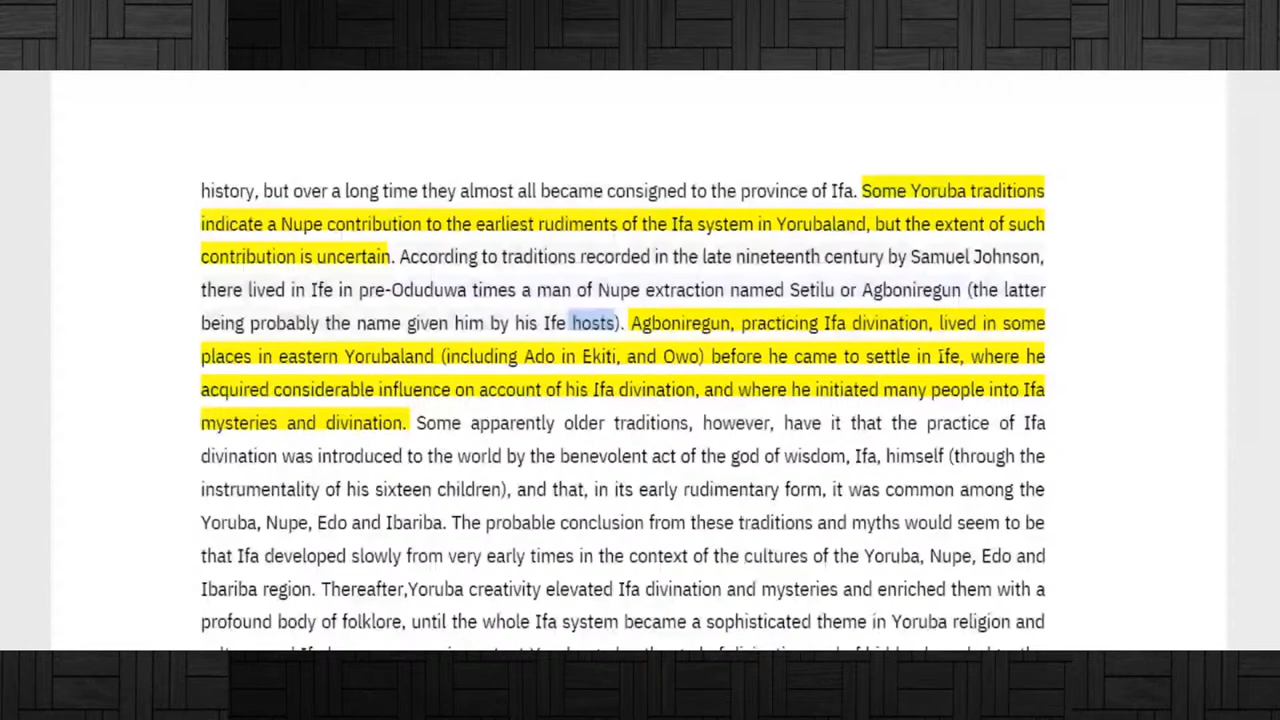 history, but over a long time they almost all became consigned to the province of Ifa. Some Yoruba traditions
indicate a Nupe contribution to the earliest rudiments of the Ifa system in Yorubaland, but the extent of such
contribution is uncertain. According to traditions recorded in the late nineteenth century by Samuel Johnson,
there lived in Ife in pre-Oduduwa times a man of Nupe extraction named Setilu or Agboniregun (the latter
being probably the name given him by his Ife hosts). Agboniregun, practicing Ifa divination, lived in some
places in eastern Yorubaland (including Ado in Ekiti, and Owo) before he came to settle in Ife, where he
acquired considerable influence on account of his Ifa divination, and where he initiated many people into Ifa
mysteries and divination. Some apparently older traditions, however, have it that the practice of Ifa
divination was introduced to the world by the benevolent act of the god of wisdom, Ifa, himself (through the
instrumentality of his sixteen children), and that, in its early rudimentary form, it was common among the
Yoruba, Nupe, Edo and Ibariba. The probable conclusion from these traditions and myths would seem to be
that Ifa developed slowly from very early times in the context of the cultures of the Yoruba, Nupe, Edo and
Ibariba region. Thereafter,Yoruba creativity elevated Ifa divination and mysteries and enriched them with a
profound body of folklore, until the whole Ifa system became a sophisticated theme in Yoruba religion and